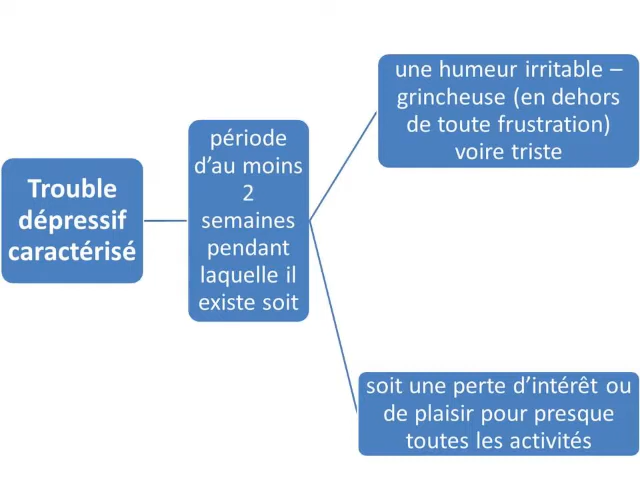 Trouble
dépressif
caractérisé
période
d’au moins
2
semaines
pendant
laquelle il
existe soit
une humeur irritable –
grincheuse (en dehors
de toute frustration)
voire triste
soit une perte d’intérêt ou
de plaisir pour presque
toutes les activités